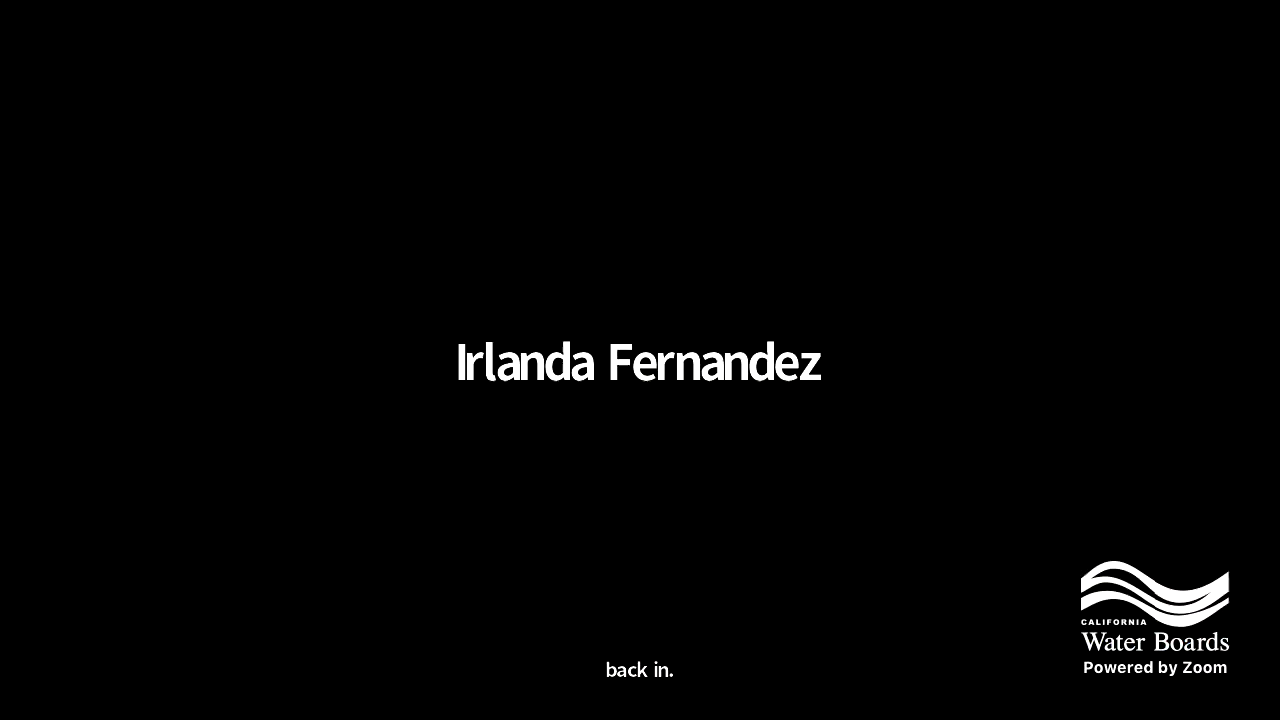 Irlanda Fernandez
CALIFORNIA
Water Boards
back in.
Powered by Zoom